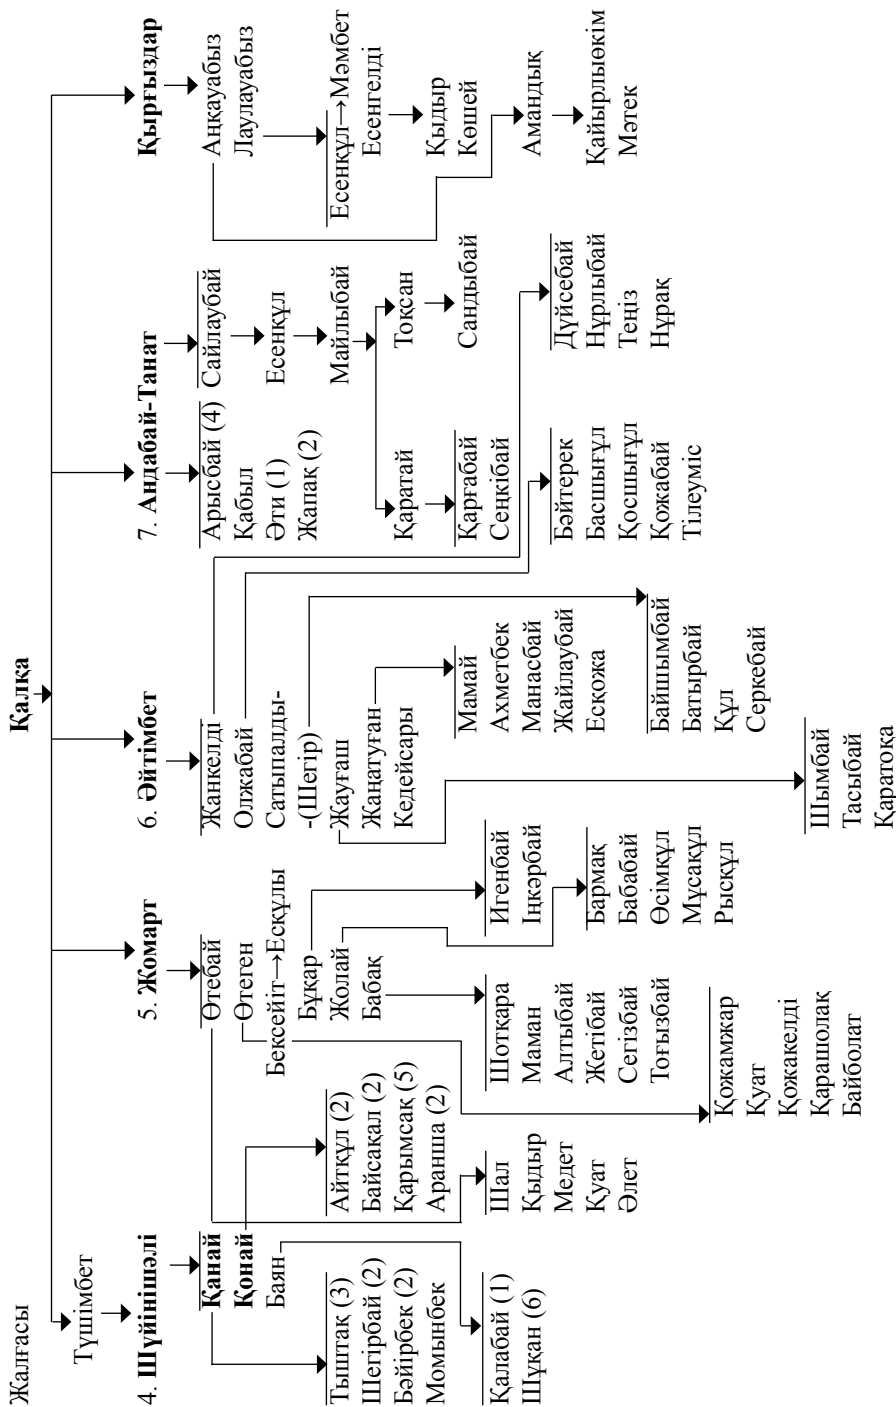 Жалғасы
Қалқа
Түшімбет
4. Шүйінішәлі
5. Жомарт
6. Әйтімбет
7. Андабай-Танат
Қырғыздар
Қанай
Қонай
Баян
Тыштақ (3)
Шегірбай (2)
Бәйірбек (2)
Момынбек
Айтқұл (2)
Байсақал (2)
Қарымсақ (5)
Аранша (2)
Қалабай (1)
Шұқан (6)
Өтебай
Өтеген
Бексейіт→Есқұлы
Бұқар
Жолай
Бабақ
Шал
Қыдыр
Медет
Қуат
Әлет
Шотқара
Маман
Алтыбай
Жетібай
Сегізбай
Тоғызбай
Игенбай
Іңкәрбай
Бармақ
Бабабай
Өсімқұл
Мұсақұл
Рысқұл
Қожамжар
Қуат
Қожакелді
Қарашолақ
Байболат
Жанкелді
Олжабай
Сатыпалды-
-(Шегір)
Жауғаш
Жаңатуған
Кедейсары
Мамай
Ахметбек
Манасбай
Жайлаубай
Есқожа
Байшымбай
Батырбай
Құл
Серкебай
Шымбай
Тасыбай
Қаратоқа
Арысбай (4)
Қабыл
Әти (1)
Жапақ (2)
Сайлаубай
Есенқұл
Майлыбай
Қаратай
Тоқсан
Қарғабай
Сеңкібай
Сандыбай
Бәйтерек
Басшығұл
Қосшығұл
Қожабай
Тілеуміс
Дүйсебай
Нұрлыбай
Теңіз
Нұрақ
Аңқауабыз
Лаулауабыз
Есенқұл→Мәмбет
Есенгелді
Қыдыр
Көшей
Амандық
Қайырлыөкім
Мәтек